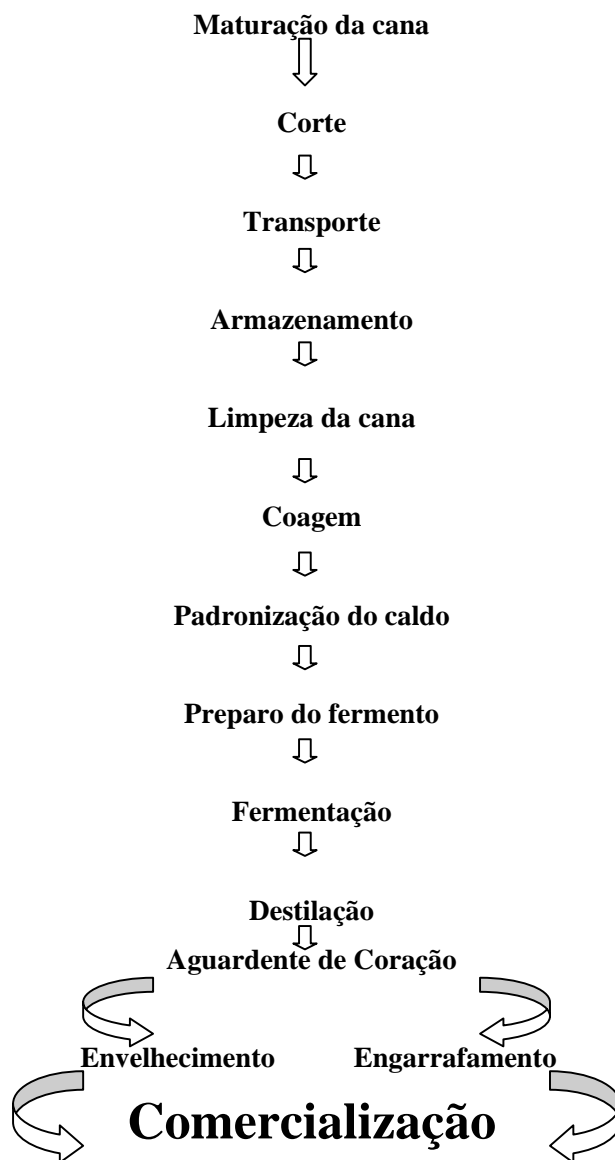 Maturação da cana
Corte
Transporte
Armazenamento
Limpeza da cana
Coagem
Padronização do caldo
Preparo do fermento
Fermentação
Destilação
Aguardente de Coração
Envelhecimento Engarrafamento
Comercialização